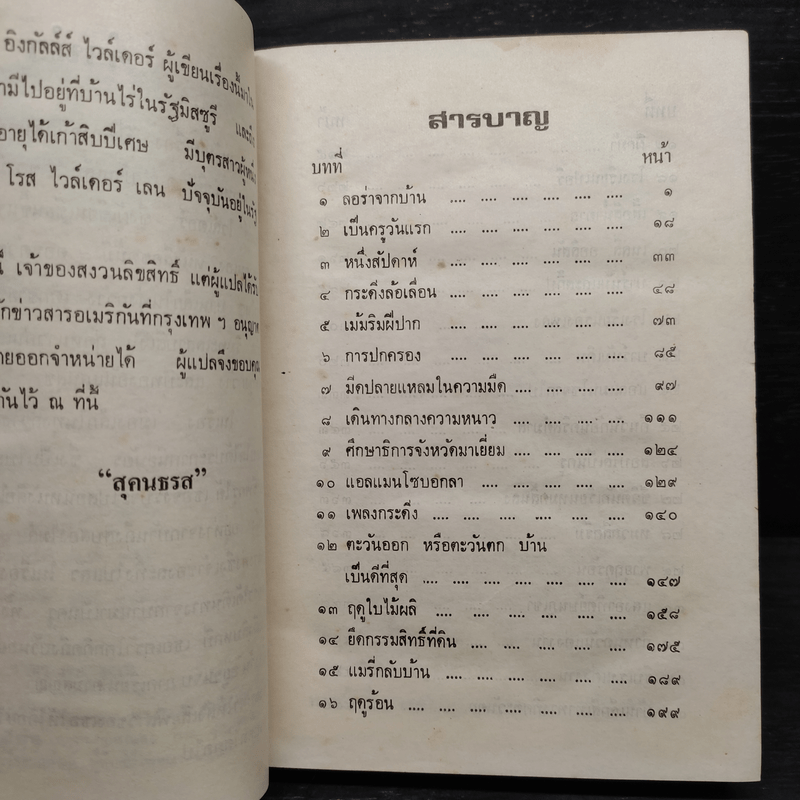 อิงกัลล์ส์ ไวล์เดอร์ ผู้เขียนเรื่องนี้
ไปอยู่ที่บ้านไร่ในรัฐมิสซูรี
อายุได้เก้าสิบปีเศษ มีบุตรสาว
โรส ไวล์เดอร์ เลน ปัจจุบันอยู่ใน
เจ้าของสงวนลิขสิทธิ์ แต่ผู้แปลได้
ข่าวสารอเมริกันที่กรุงเทพ ฯ
ออกจำหน่ายได้ ผู้แปลจึงขอบคุณ
ไว้ ณ ที่นี้
“สุคนธรส”
สารบาญ
บทที่ หน้า
๑ ลอร่าจากบ้าน .... .... .... .... .... .... ๑
๒ เป็นครูวันแรก .... .... .... .... .... .... ๑๘
๓ หนึ่งสัปดาห์ .... .... .... .... .... .... ๓๓
๔ กระดิ่งล้อเลื่อน .... .... .... .... .... .... ๔๘
๕ เม้มริมฝีปาก .... .... .... .... .... .... ๗๓
๖ การปกครอง .... .... .... .... .... .... ๘๕
๗ มีดปลายแหลมในความมืด .... .... .... .... ๙๗
๘ เดินทางกลางความหนาว .... .... .... .... ๑๑๑
๙ ศึกษาธิการจังหวัดมาเยี่ยม .... .... .... .... ๑๒๔
๑๐ แอลแมนโซบอกลา .... .... .... .... .... ๑๒๙
๑๑ เพลงกระดิ่ง .... .... .... .... .... .... ๑๔๐
๑๒ ตะวันออก หรือตะวันตก บ้าน
เป็นดีที่สุด .... .... .... .... .... .... ๑๔๗
๑๓ ฤดูใบไม้ผลิ .... .... .... .... .... .... ๑๕๘
๑๔ ยึดกรรมสิทธิ์ที่ดิน .... .... .... .... .... ๑๗๕
๑๕ แมรี่กลับบ้าน .... .... .... .... .... .... ๑๘๙
๑๖ ฤดูร้อน .... .... .... .... .... .... .... ๑๙๙